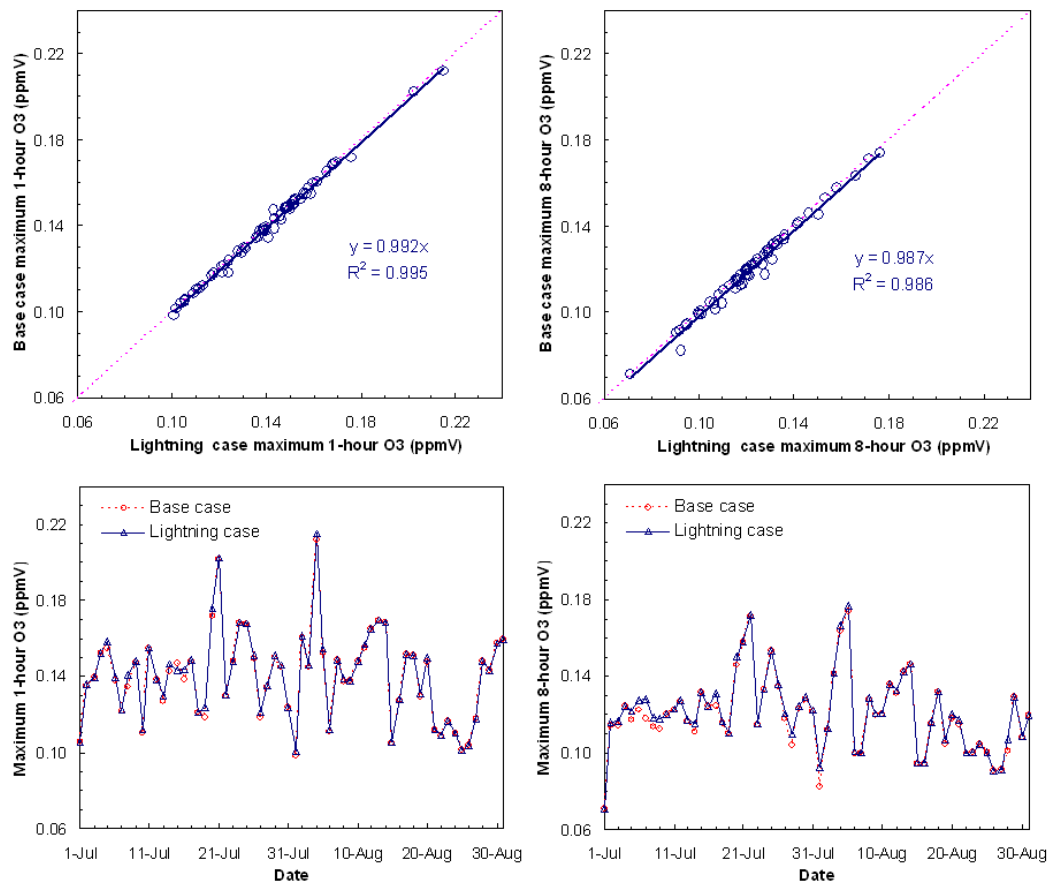 Base case maximum 1-hour O3 (ppmV)
0.22
0.18
0.14
0.10
0.06
y = 0.992x
R² = 0.995
0.06 0.10 0.14 0.18 0.22
Lightning case maximum 1-hour O3 (ppmV)
Base case maximum 8-hour O3 (ppmV)
0.22
0.18
0.14
0.10
0.06
y = 0.987x
R² = 0.986
0.06 0.10 0.14 0.18 0.22
Lightning case maximum 8-hour O3 (ppmV)
Maximum 1-hour O3 (ppmV)
0.22
0.18
0.14
0.10
0.06
Base case
Lightning case
1-Jul 11-Jul 21-Jul 31-Jul 10-Aug 20-Aug 30-Aug
Date
Maximum 8-hour O3 (ppmV)
0.22
0.18
0.14
0.10
0.06
Base case
Lightning case
1-Jul 11-Jul 21-Jul 31-Jul 10-Aug 20-Aug 30-Aug
Date